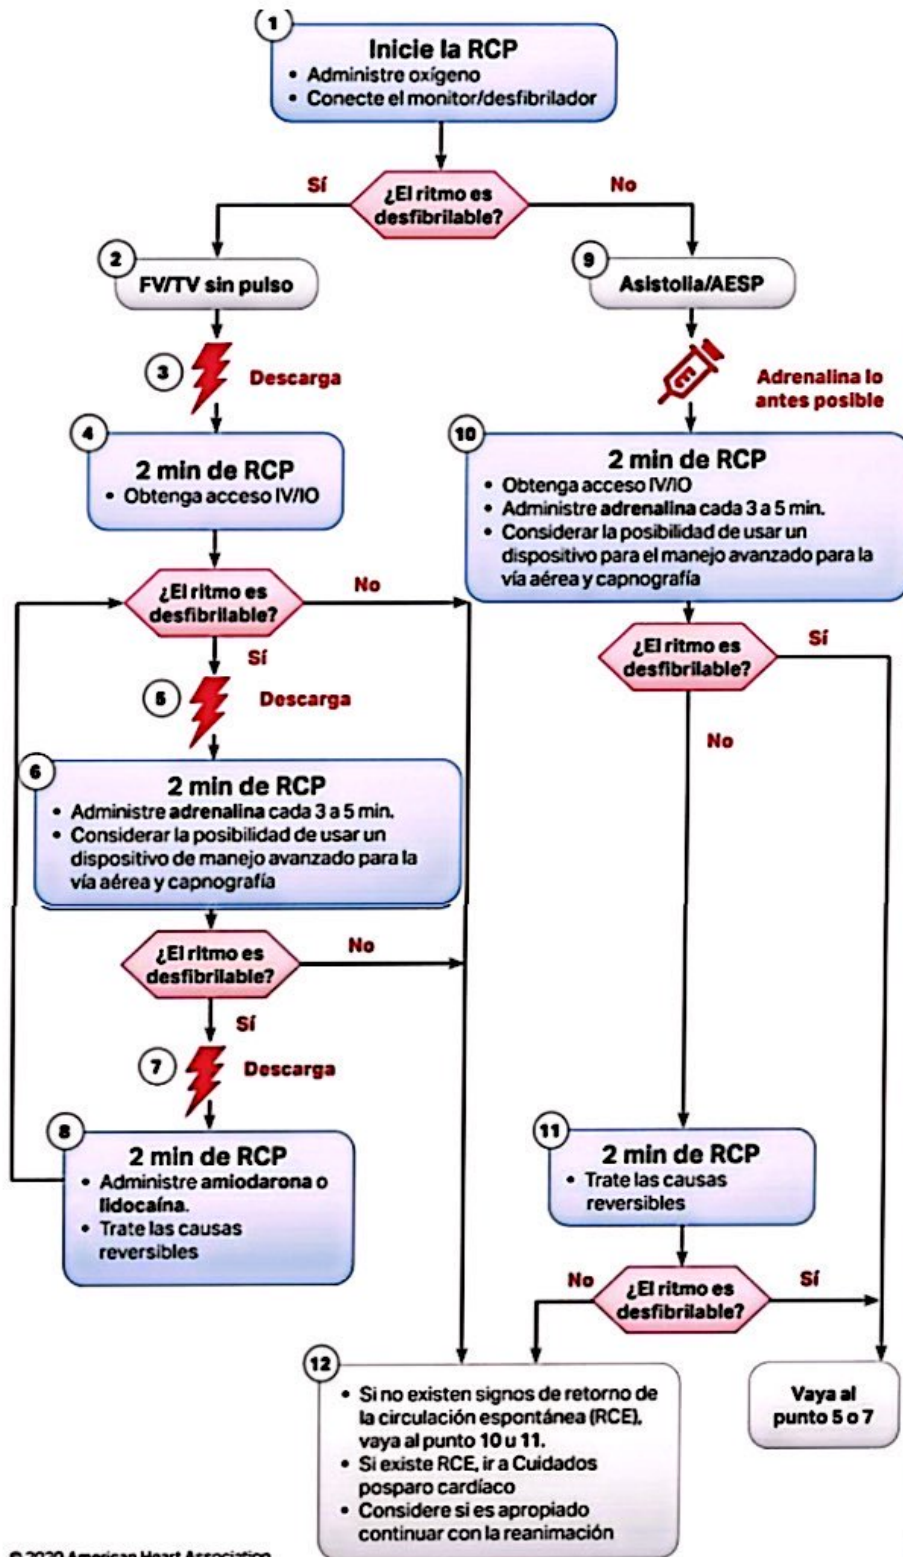 1
Inicie la RCP
• Administre oxígeno
• Conecte el monitor/desfibrilador
¿El ritmo es
desfibrilable?
Sí
No
2
FV/TV sin pulso
3
Descarga
4
2 min de RCP
• Obtenga acceso IV/IO
¿El ritmo es
desfibrilable?
No
Sí
5
Descarga
6
2 min de RCP
• Administre adrenalina cada 3 a 5 min.
• Considerar la posibilidad de usar un
dispositivo de manejo avanzado para la
vía aérea y capnografía
¿El ritmo es
desfibrilable?
No
Sí
7
Descarga
8
2 min de RCP
• Administre amiodarona o
lidocaína.
• Trate las causas
reversibles
9
Asistolia/AESP
Adrenalina lo
antes posible
10
2 min de RCP
• Obtenga acceso IV/IO
• Administre adrenalina cada 3 a 5 min.
• Considerar la posibilidad de usar un
dispositivo para el manejo avanzado para la
vía aérea y capnografía
¿El ritmo es
desfibrilable?
Sí
No
11
2 min de RCP
• Trate las causas
reversibles
¿El ritmo es
desfibrilable?
No
Sí
12
• Si no existen signos de retorno de
la circulación espontánea (RCE),
vaya al punto 10 u 11.
• Si existe RCE, ir a Cuidados
posparo cardíaco
• Considere si es apropiado
continuar con la reanimación
Vaya al
punto 5 o 7
© 2020 American Heart Association